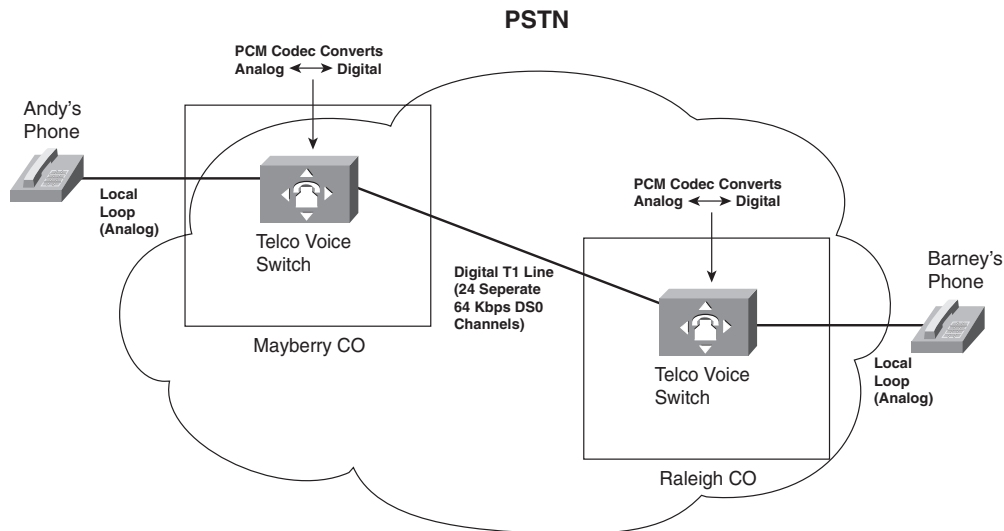 PSTN
PCM Codec Converts
Analog ⟷ Digital
Andy's
Phone
Local
Loop
(Analog)
Telco Voice
Switch
Mayberry CO
Digital T1 Line
(24 Seperate
64 Kbps DS0
Channels)
PCM Codec Converts
Analog ⟷ Digital
Telco Voice
Switch
Raleigh CO
Barney's
Phone
Local
Loop
(Analog)